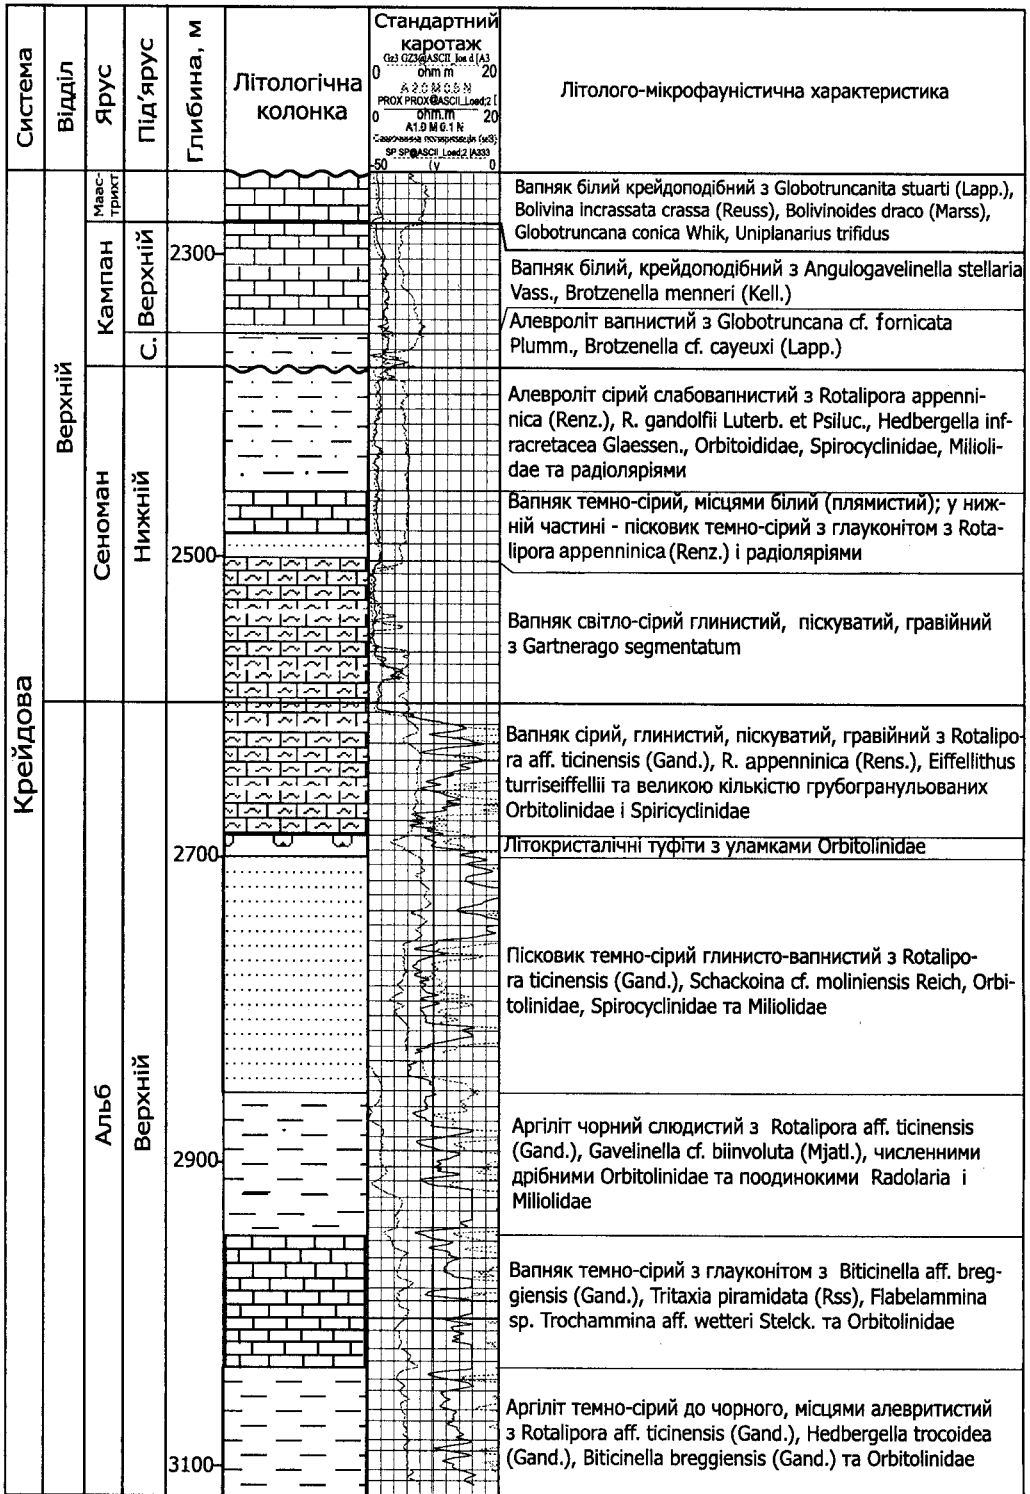 Система
Відділ
Ярус
Під'ярус
Глибина, м
Літологічна
колонка
Стандартний
каротаж
0 ohm m 20
0 ohm.m 20
A1.0 M 0.1 N
-50 0
Літолого-мікрофауністична характеристика
Крейдова
Верхній
Маас-
трихт
Кампан
Верхній
С.
Сеноман
Нижній
Альб
Верхній
2300
2500
2700
2900
3100
Вапняк білий крейдоподібний з Globotruncanita stuarti (Lapp.),
Bolivina incrassata crassa (Reuss), Bolivinoides draco (Marss),
Globotruncana conica Whik, Uniplanarius trifidus
Вапняк білий, крейдоподібний з Angulogavelinella stellaria
Vass., Brotzenella menneri (Kell.)
Алевроліт вапнистий з Globotruncana cf. fornicata
Plumm., Brotzenella cf. cayeuxi (Lapp.)
Алевроліт сірий слабовапнистий з Rotalipora appenni-
nica (Renz.), R. gandolfii Luterb. et Psiluc., Hedbergella inf-
racretacea Glaessen., Orbitoididae, Spirocyclinidae, Milioli-
dae та радіоляріями
Вапняк темно-сірий, місцями білий (плямистий); у ниж-
ній частині - пісковик темно-сірий з глауконітом з Rota-
lipora appenninica (Renz.) і радіоляріями
Вапняк світло-сірий глинистий, піскуватий, гравійний
з Gartnerago segmentatum
Вапняк сірий, глинистий, піскуватий, гравійний з Rotalipo-
ra aff. ticinensis (Gand.), R. appenninica (Rens.), Eiffellithus
turriseiffellii та великою кількістю грубогранульованих
Orbitolinidae і Spiricyclinidae
Літокристалічні туфіти з уламками Orbitolinidae
Пісковик темно-сірий глинисто-вапнистий з Rotalipo-
ra ticinensis (Gand.), Schackoina cf. moliniensis Reich, Orbi-
tolinidae, Spirocyclinidae та Miliolidae
Аргіліт чорний слюдистий з Rotalipora aff. ticinensis
(Gand.), Gavelinella cf. biinvoluta (Mjatl.), численними
дрібними Orbitolinidae та поодинокими Radolaria і
Miliolidae
Вапняк темно-сірий з глауконітом з Biticinella aff. breg-
giensis (Gand.), Tritaxia piramidata (Rss), Flabelammina
sp. Trochammina aff. wetteri Stelck. та Orbitolinidae
Аргіліт темно-сірий до чорного, місцями алевритистий
з Rotalipora aff. ticinensis (Gand.), Hedbergella trocoidea
(Gand.), Biticinella breggiensis (Gand.) та Orbitolinidae